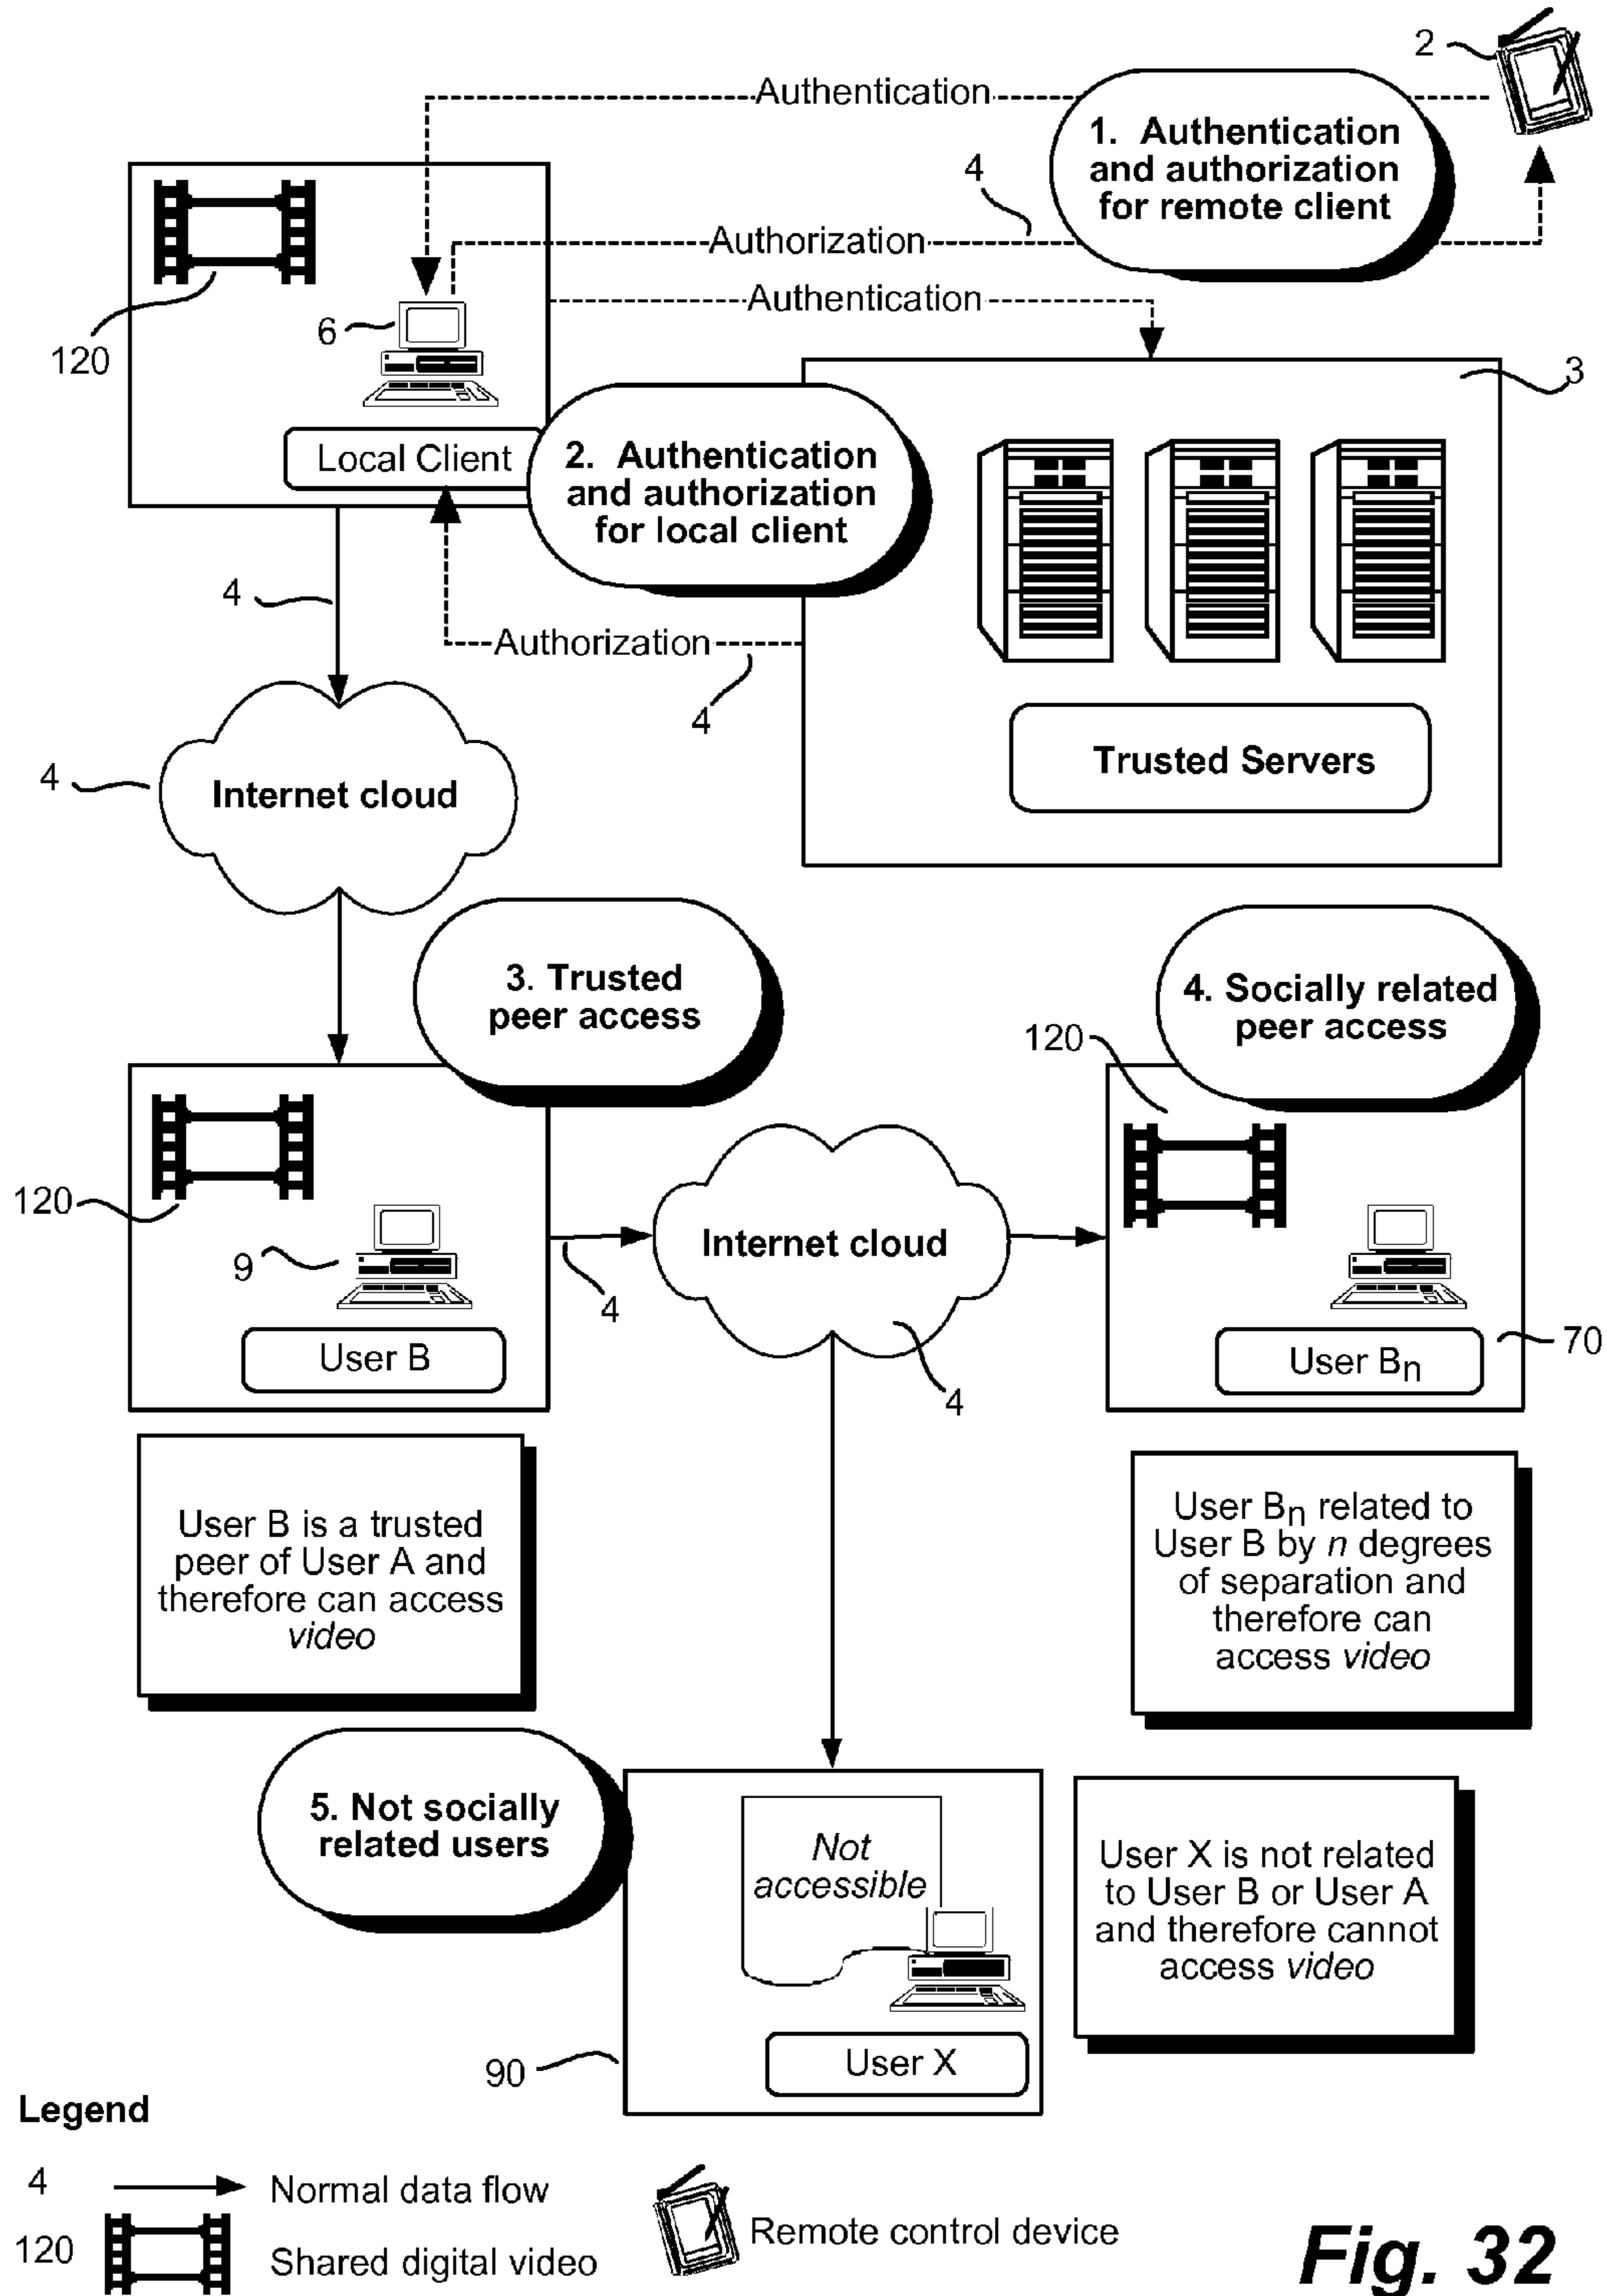 2
Authentication
1. Authentication
and authorization
for remote client
4
Authorization
Authentication
6
120
3
Local Client
2. Authentication
and authorization
for local client
4
Authorization
4
Trusted Servers
4
Internet cloud
3. Trusted
peer access
4. Socially related
peer access
120
120
9
4
Internet cloud
4
User B
User Bn
70
User B is a trusted
peer of User A and
therefore can access
video
User Bn related to
User B by n degrees
of separation and
therefore can
access video
5. Not socially
related users
Not
accessible
User X is not related
to User B or User A
and therefore cannot
access video
90
User X
Legend
4
Normal data flow
120
Shared digital video
Remote control device
Fig. 32